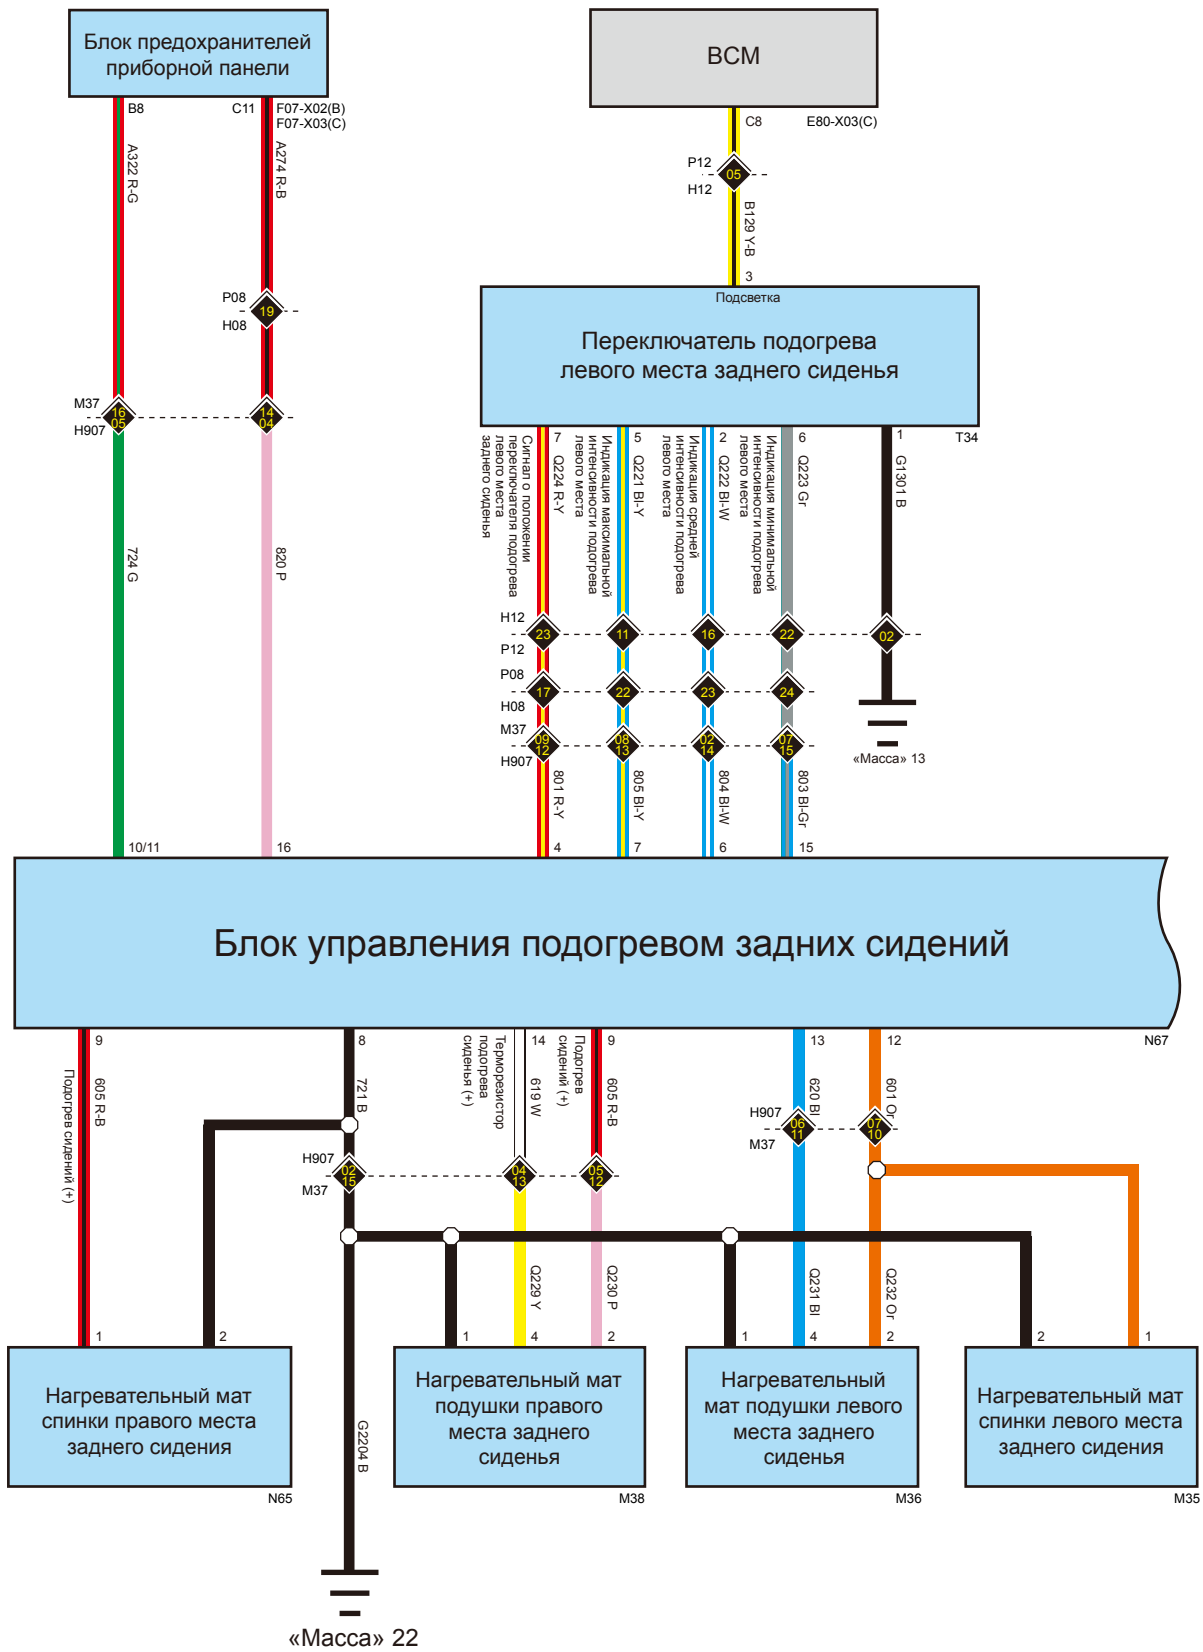 Блок предохранителей
приборной панели
BCM
B8
C11
F07-X02(B)
F07-X03(C)
C8
E80-X03(C)
A322 R-G
A274 R-B
P12
H12
05
B129 Y-B
3
P08
H08
19
Подсветка
Переключатель подогрева
левого места заднего сиденья
M37
H907
16
05
14
04
7
5
2
6
1
T34
Сигнал о положении
переключателя подогрева
левого места
заднего сиденья
Q224 R-Y
Индикация максимальной
интенсивности подогрева
левого места
Q221 Bl-Y
Индикация средней
интенсивности подогрева
левого места
Q222 Bl-W
Индикация минимальной
интенсивности подогрева
левого места
Q223 Gr
G1301 B
724 G
820 P
H12
P12
23
11
16
22
02
P08
H08
17
22
23
24
M37
H907
09
12
08
13
02
14
07
15
«Масса» 13
801 R-Y
805 Bl-Y
804 Bl-W
803 Bl-Gr
10/11
16
4
7
6
15
Блок управления подогревом задних сидений
N67
9
8
14
9
13
12
Подогрев сидений (+)
605 R-B
721 B
Терморезистор
подогрева
сиденья (+)
619 W
Подогрев
сидений (+)
605 R-B
620 Bl
601 Or
H907
M37
06
11
07
10
H907
M37
02
15
04
13
05
12
Q229 Y
Q230 P
Q231 Bl
Q232 Or
1
2
1
4
2
1
4
2
2
1
Нагревательный мат
спинки правого места
заднего сидения
N65
Нагревательный мат
подушки правого
места заднего
сиденья
M38
Нагревательный
мат подушки левого
места заднего
сиденья
M36
Нагревательный мат
спинки левого места
заднего сидения
M35
G2204 B
«Масса» 22